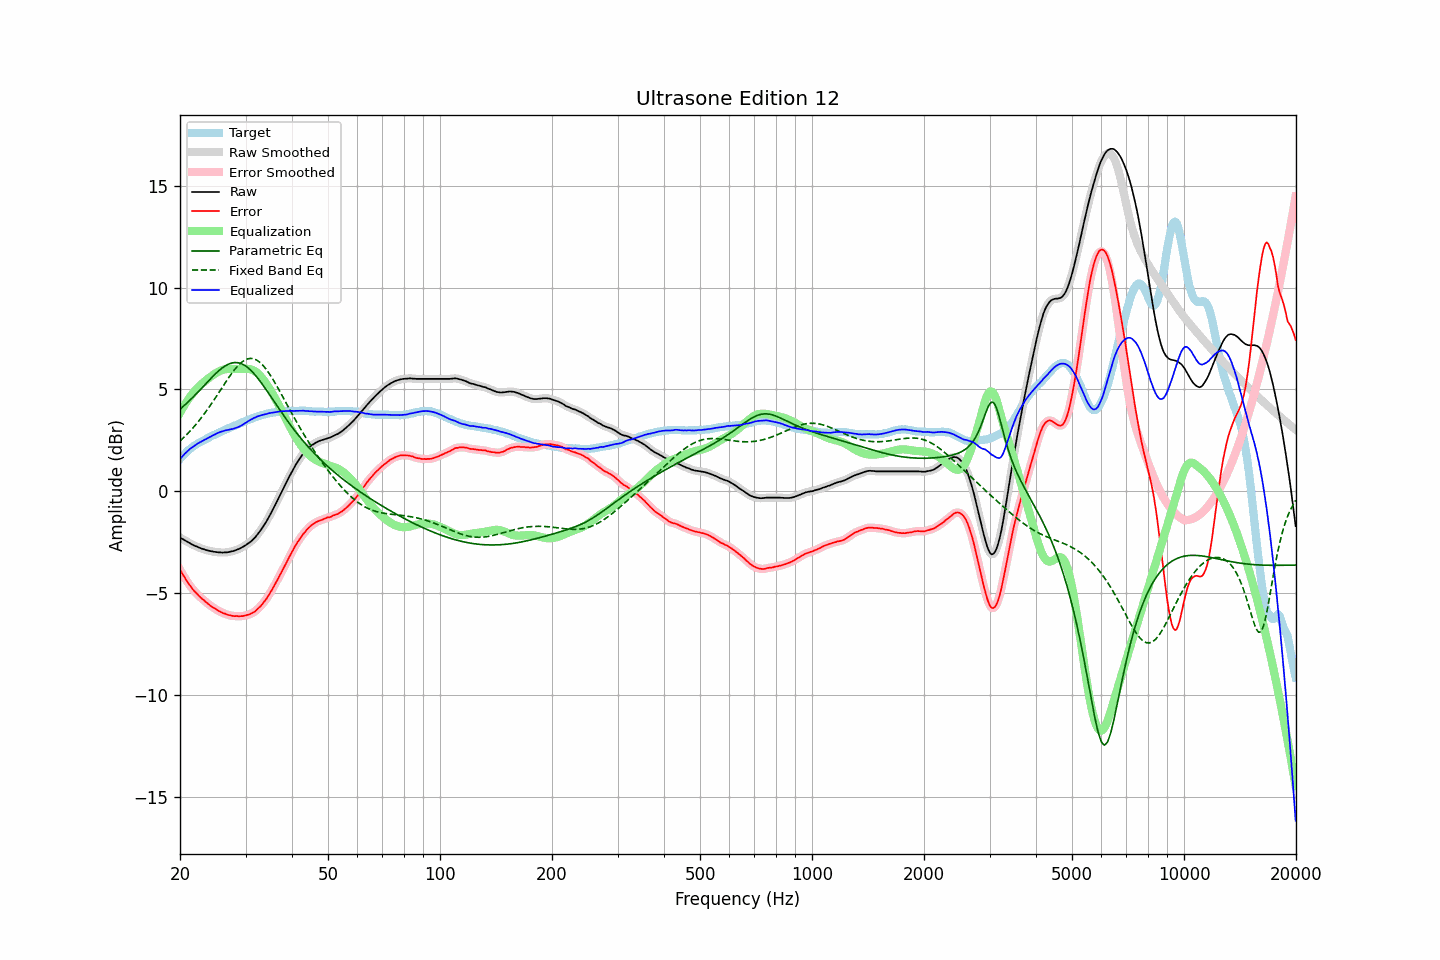 Ultrasone Edition 12
Target
Raw Smoothed
Error Smoothed
Raw
Error
Equalization
Parametric Eq
Fixed Band Eq
Equalized
Amplitude (dBr)
15
10
5
0
−5
−10
−15
20 50 100 200 500 1000 2000 5000 10000 20000
Frequency (Hz)